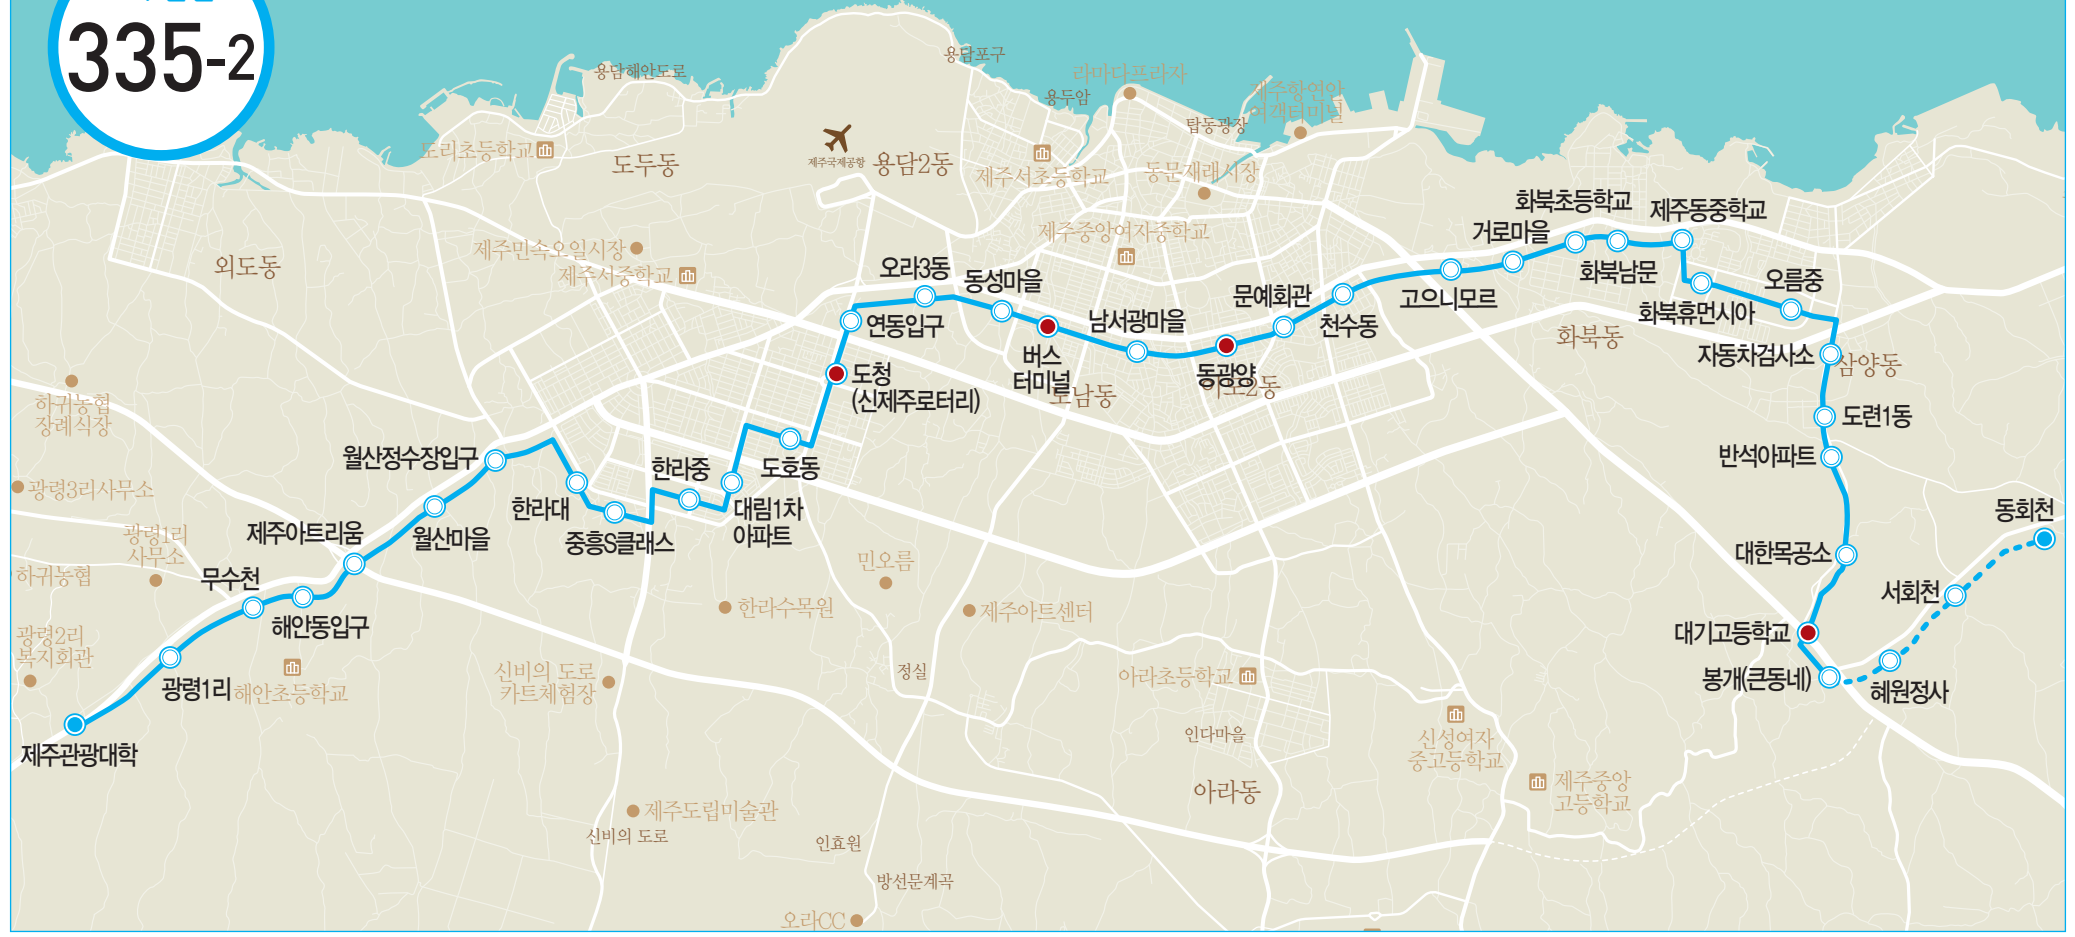 335-2
용담해안도로
용담포구
라마다프라자
용두암
제주항연안
여객터미널
탑동광장
도리초등학교
도두동
제주국제공항
용담2동
제주서초등학교
동문재래시장
외도동
제주민속오일시장
제주서중학교
제주중앙여자중학교
화북초등학교
제주동중학교
거로마을
화북남문
오름중
오라3동
동성마을
문예회관
고으니모르
화북휴먼시아
연동입구
남서광마을
천수동
화북동
자동차검사소
삼양동
버스
터미널
동광양
도남동
이도2동
도청
(신제주로터리)
하귀농협
장례식장
도련1동
월산정수장입구
한라중
도호동
반석아파트
광령3리사무소
한라대
대림1차
아파트
동회천
제주아트리움
월산마을
중흥S클래스
광령1리
사무소
대한목공소
하귀농협
무수천
민오름
서회천
해안동입구
한라수목원
제주아트센터
대기고등학교
광령2리
복지회관
광령1리
해안초등학교
신비의 도로
카트체험장
정실
아라초등학교
봉개(큰동네)
혜원정사
제주관광대학
인다마을
신성여자
중고등학교
아라동
제주중앙
고등학교
제주도립미술관
신비의 도로
인효원
방선문계곡
오라CC